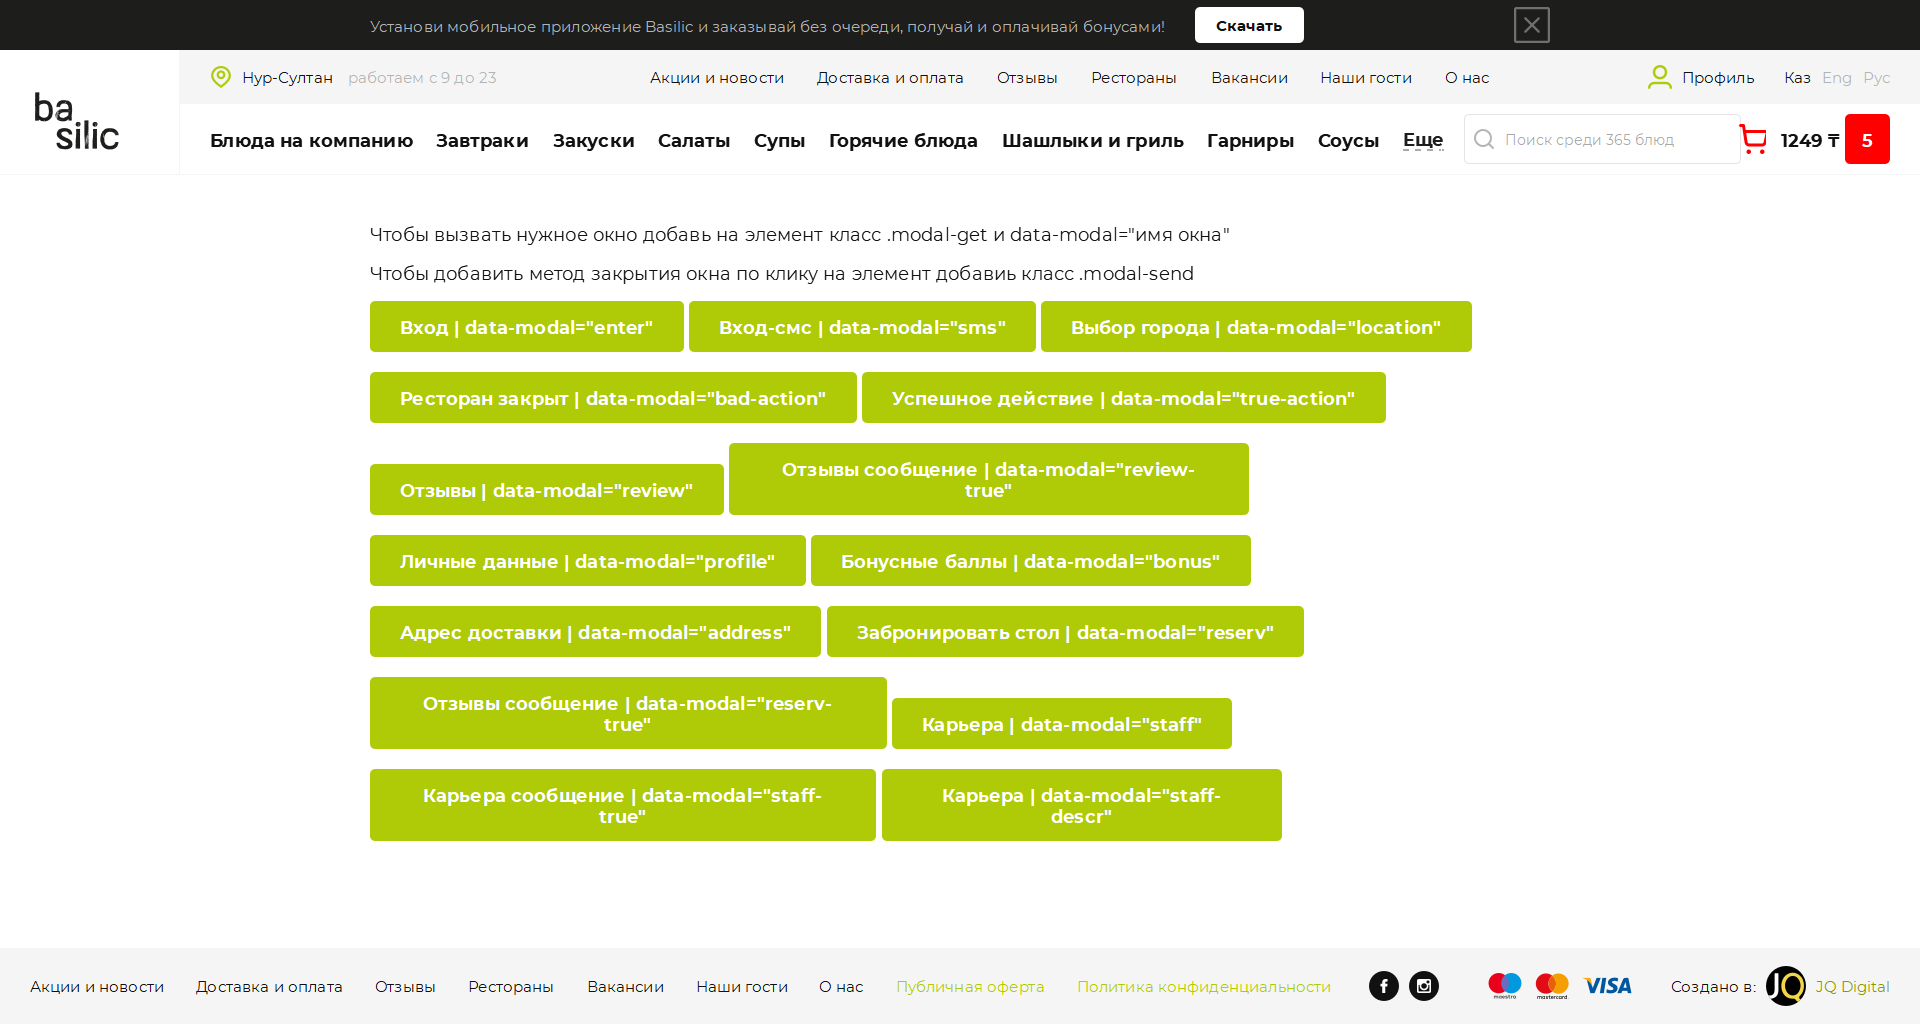 Установи мобильное приложение Basilic и заказывай без очереди, получай и оплачивай бонусами!
Скачать
ba
silic
Нур-Султан
работаем с 9 до 23
Акции и новости
Доставка и оплата
Отзывы
Рестораны
Вакансии
Наши гости
О нас
Профиль
Каз
Eng
Рус
Блюда на компанию
Завтраки
Закуски
Салаты
Супы
Горячие блюда
Шашлыки и гриль
Гарниры
Соусы
Еще
Поиск среди 365 блюд
1249 ₸
5
Чтобы вызвать нужное окно добавь на элемент класс .modal-get и data-modal="имя окна"
Чтобы добавить метод закрытия окна по клику на элемент добавиь класс .modal-send
Вход | data-modal="enter"
Вход-смс | data-modal="sms"
Выбор города | data-modal="location"
Ресторан закрыт | data-modal="bad-action"
Успешное действие | data-modal="true-action"
Отзывы | data-modal="review"
Отзывы сообщение | data-modal="review-
true"
Личные данные | data-modal="profile"
Бонусные баллы | data-modal="bonus"
Адрес доставки | data-modal="address"
Забронировать стол | data-modal="reserv"
Отзывы сообщение | data-modal="reserv-
true"
Карьера | data-modal="staff"
Карьера сообщение | data-modal="staff-
true"
Карьера | data-modal="staff-
descr"
Акции и новости
Доставка и оплата
Отзывы
Рестораны
Вакансии
Наши гости
О нас
Публичная оферта
Политика конфиденциальности
maestro
mastercard
VISA
Создано в:
JQ
JQ Digital